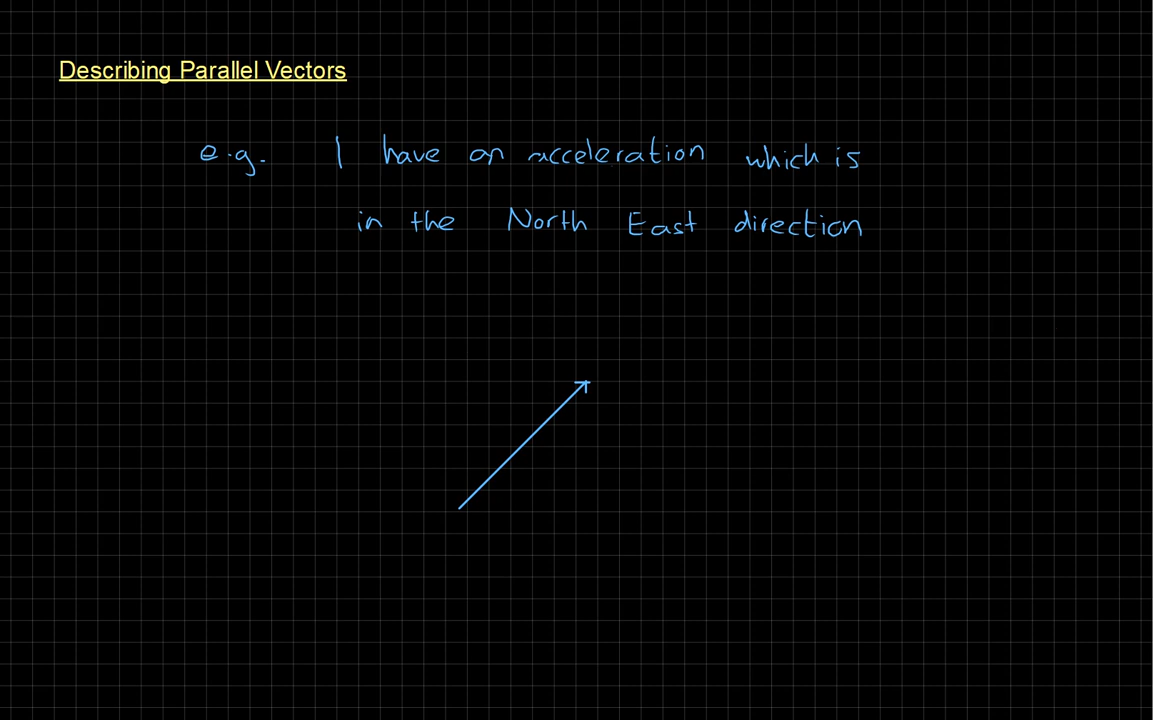 Describing Parallel Vectors
e.g. I have an acceleration which is
in the North East direction